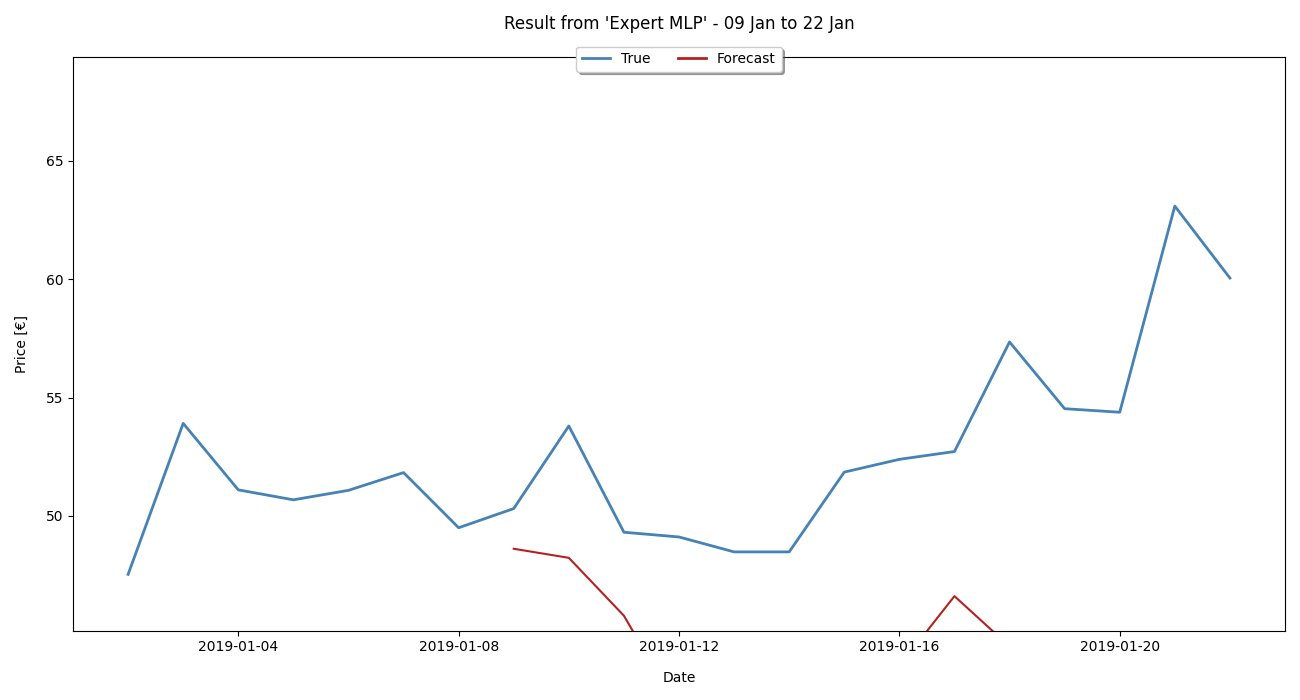 Result from 'Expert MLP' - 09 Jan to 22 Jan
True Forecast
65
60
55
50
Price [€]
2019-01-04 2019-01-08 2019-01-12 2019-01-16 2019-01-20
Date